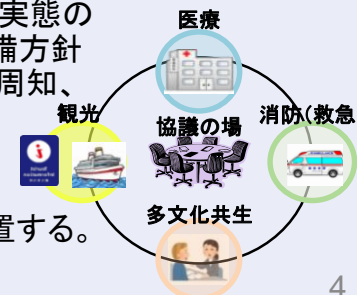 実態の
備方針
周知、
置する。
医療
観光
協議の場
消防(救急
多文化共生
4